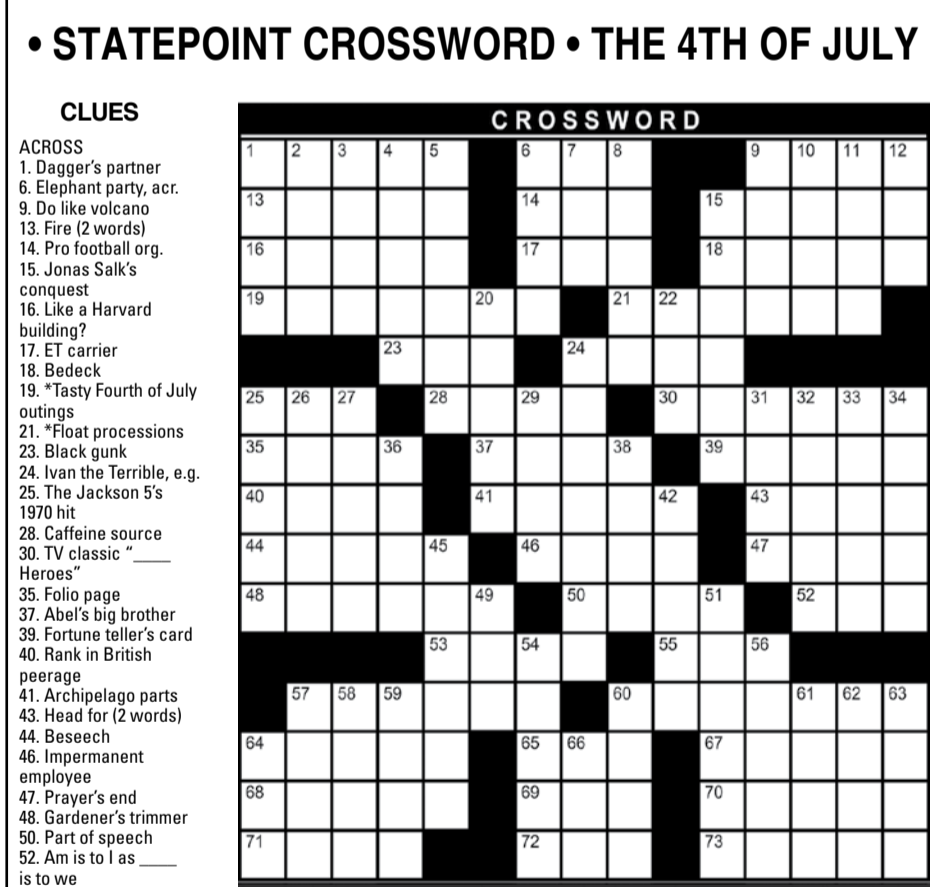 • STATEPOINT CROSSWORD • THE 4TH OF JULY
CLUES
ACROSS
1. Dagger's partner
6. Elephant party, acr.
9. Do like volcano
13. Fire (2 words)
14. Pro football org.
15. Jonas Salk's
conquest
16. Like a Harvard
building?
17. ET carrier
18. Bedeck
19. *Tasty Fourth of July
outings
21. *Float processions
23. Black gunk
24. Ivan the Terrible, e.g.
25. The Jackson 5's
1970 hit
28. Caffeine source
30. TV classic "____
Heroes"
35. Folio page
37. Abel's big brother
39. Fortune teller's card
40. Rank in British
peerage
41. Archipelago parts
43. Head for (2 words)
44. Beseech
46. Impermanent
employee
47. Prayer's end
48. Gardener's trimmer
50. Part of speech
52. Am is to I as ____
is to we
CROSSWORD
1 2 3 4 5 6 7 8 9 10 11 12
13 14 15
16 17 18
19 20 21 22
23 24
25 26 27 28 29 30 31 32 33 34
35 36 37 38 39
40 41 42 43
44 45 46 47
48 49 50 51 52
53 54 55 56
57 58 59 60 61 62 63
64 65 66 67
68 69 70
71 72 73